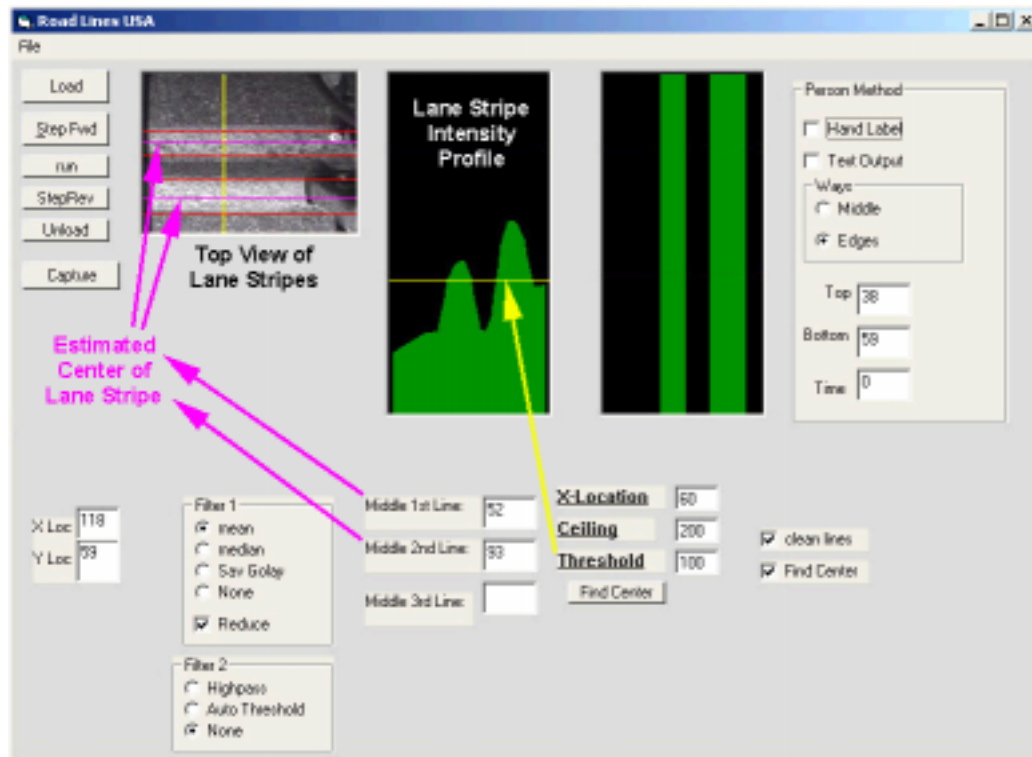 Road Lines USA
File
Load
Step Fwd
run
StepRev
Unload
Capture
Top View of
Lane Stripes
Lane Stripe
Intensity
Profile
Person Method
Hand Label
Text Output
Ways
Middle
Edges
Top 38
Bottom 59
Time 0
Estimated
Center of
Lane Stripe
X Loc 118
Y Loc 59
Filter 1
mean
median
Sav Golay
None
Reduce
Filter 2
Highpass
Auto Threshold
None
Middle 1st Line: 52
Middle 2nd Line: 93
Middle 3rd Line:
X-Location 60
Ceiling 200
Threshold 100
Find Center
clean lines
Find Center